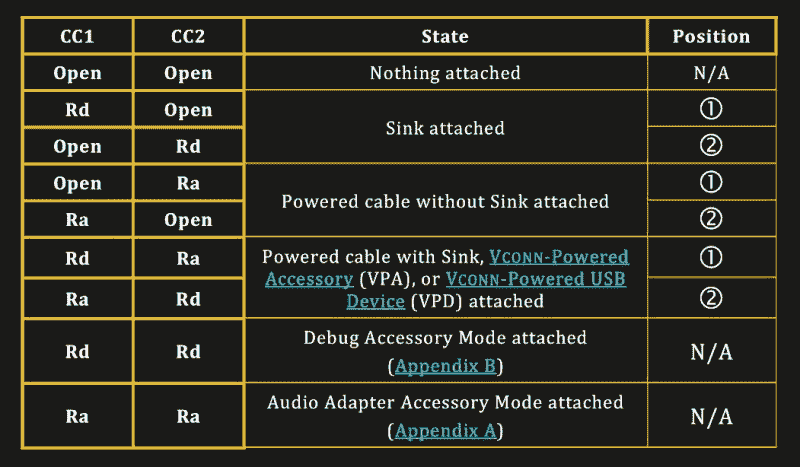 CC1 CC2 State Position
Open Open Nothing attached N/A
Rd Open Sink attached ①
Open Rd ②
Open Ra Powered cable without Sink attached ①
Ra Open ②
Rd Ra Powered cable with Sink, VCONN-Powered ①
Accessory (VPA), or VCONN-Powered USB
Ra Rd Device (VPD) attached ②
Rd Rd Debug Accessory Mode attached N/A
(Appendix B)
Ra Ra Audio Adapter Accessory Mode attached N/A
(Appendix A)